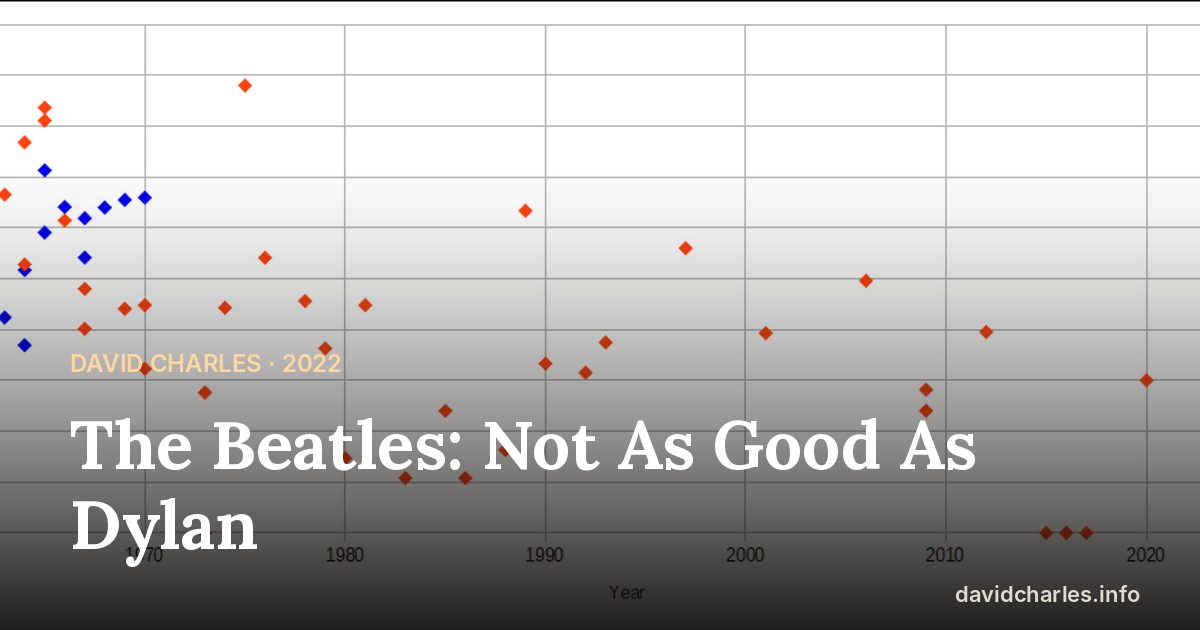 DAVID CHARLES · 2022
The Beatles: Not As Good As
Dylan
1970 1980 1990 2000 2010 2020
Year
davidcharles.info